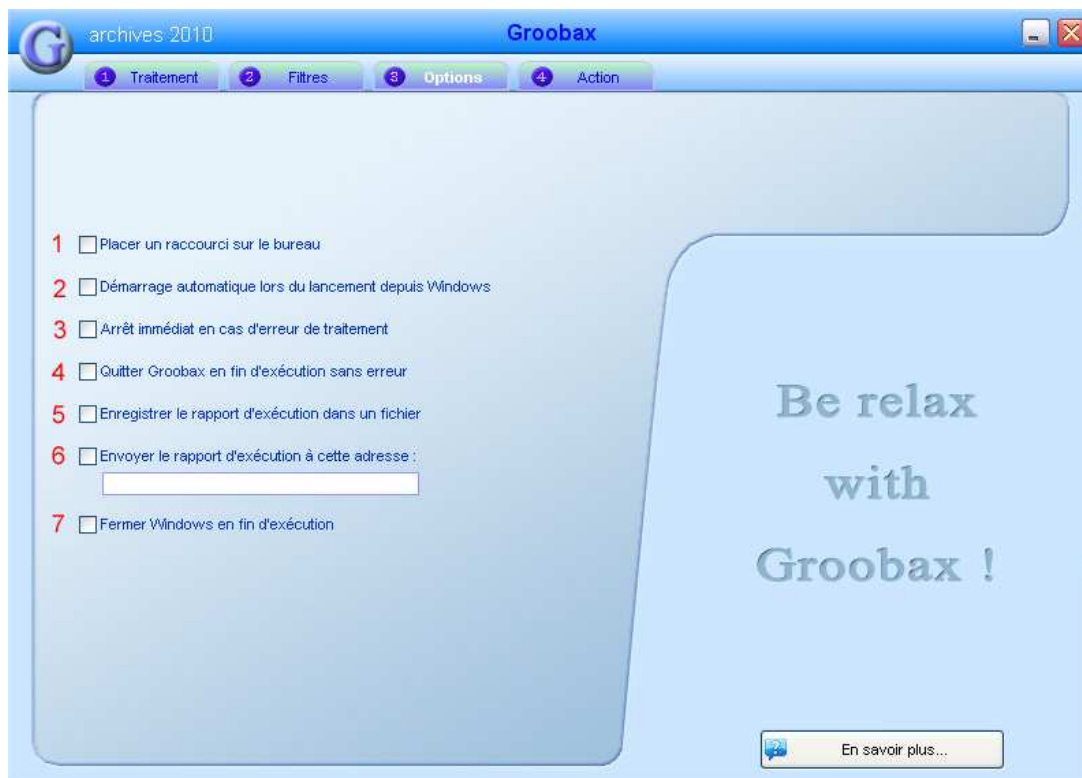 G archives 2010 Groobax
1 Traitement 2 Filtres 3 Options 4 Action
1 Placer un raccourci sur le bureau
2 Démarrage automatique lors du lancement depuis Windows
3 Arrêt immédiat en cas d'erreur de traitement
4 Quitter Groobax en fin d'exécution sans erreur
5 Enregistrer le rapport d'exécution dans un fichier
6 Envoyer le rapport d'exécution à cette adresse :
7 Fermer Windows en fin d'exécution
Be relax
with
Groobax !
En savoir plus...